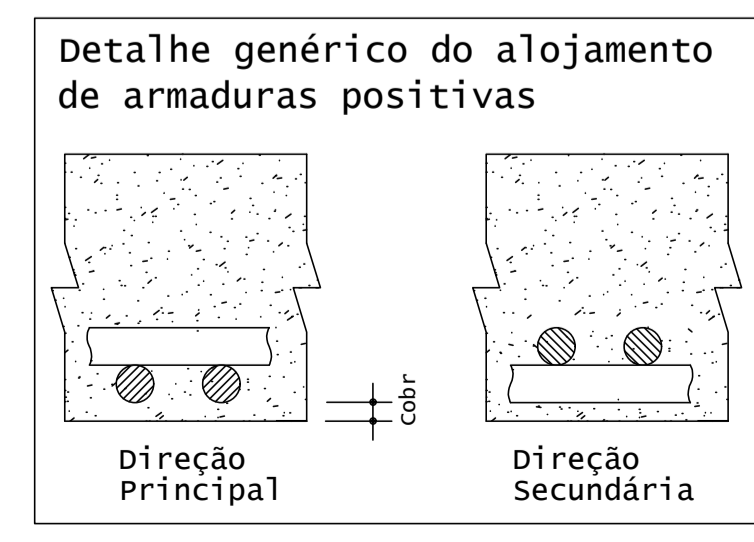 Detalhe genérico do alojamento
de armaduras positivas
cobr
Direção
Principal
Direção
Secundária